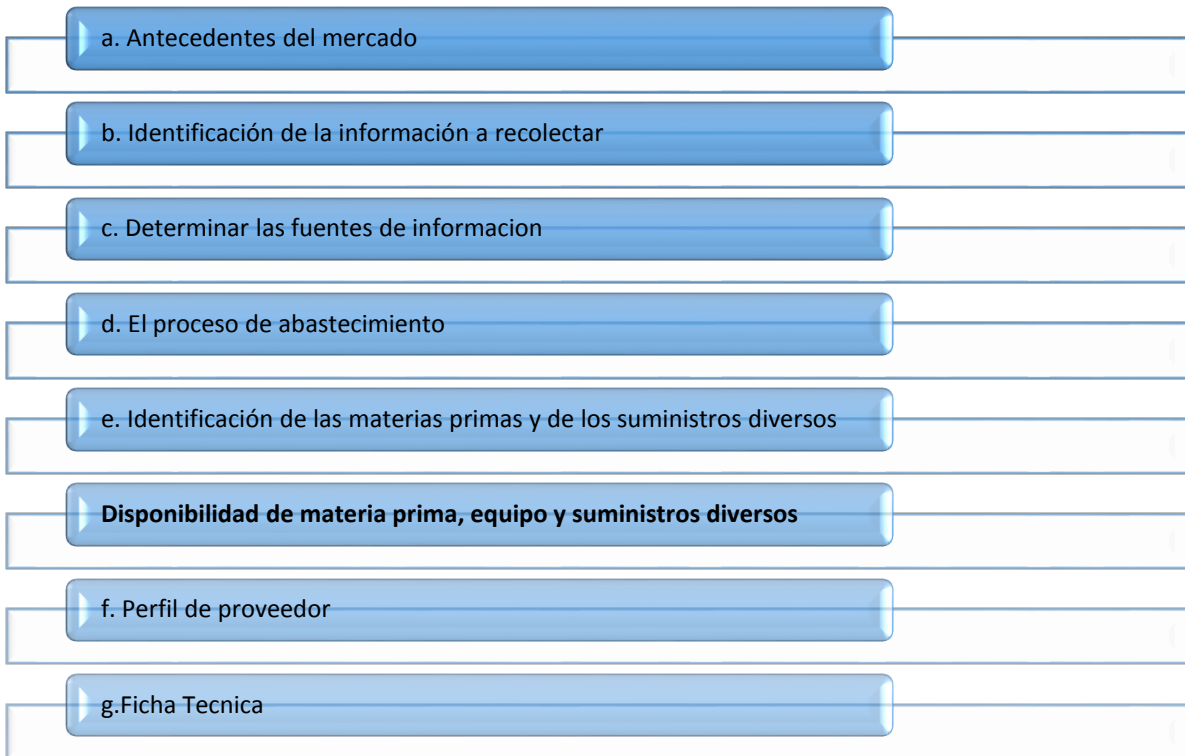 a. Antecedentes del mercado
b. Identificación de la información a recolectar
c. Determinar las fuentes de informacion
d. El proceso de abastecimiento
e. Identificación de las materias primas y de los suministros diversos
Disponibilidad de materia prima, equipo y suministros diversos
f. Perfil de proveedor
g.Ficha Tecnica